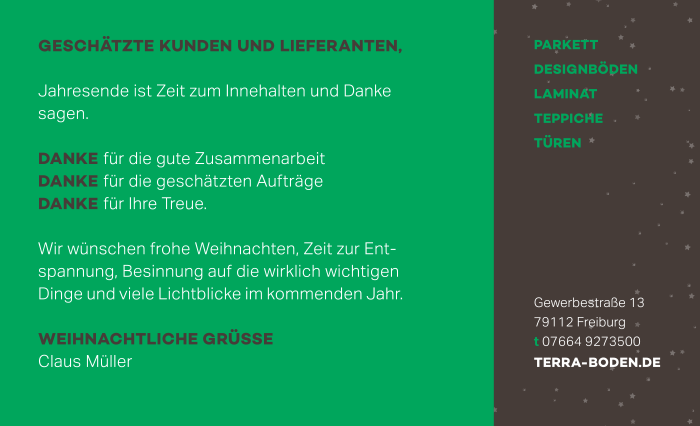 GESCHÄTZTE KUNDEN UND LIEFERANTEN,
Jahresende ist Zeit zum Innehalten und Danke
sagen.
DANKE für die gute Zusammenarbeit
DANKE für die geschätzten Aufträge
DANKE für Ihre Treue.
Wir wünschen frohe Weihnachten, Zeit zur Ent-
spannung, Besinnung auf die wirklich wichtigen
Dinge und viele Lichtblicke im kommenden Jahr.
WEIHNACHTLICHE GRÜSSE
Claus Müller
PARKETT
DESIGNBÖDEN
LAMINAT
TEPPICHE
TÜREN
Gewerbestraße 13
79112 Freiburg
t 07664 9273500
TERRA-BODEN.DE